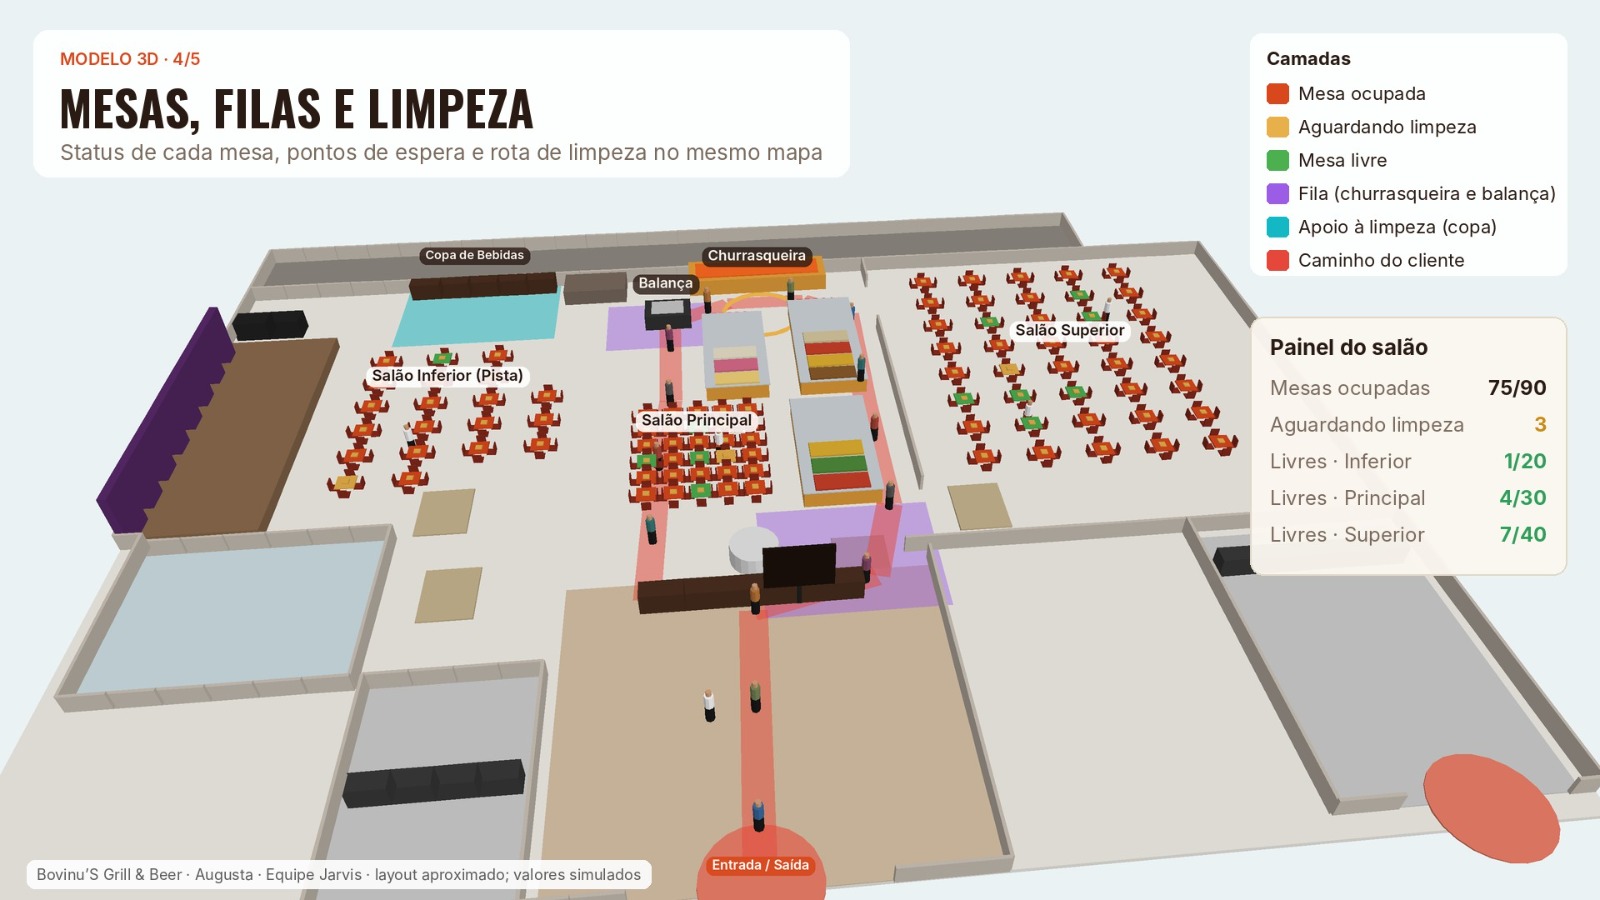 MODELO 3D · 4/5
MESAS, FILAS E LIMPEZA
Status de cada mesa, pontos de espera e rota de limpeza no mesmo mapa
Camadas
Mesa ocupada
Aguardando limpeza
Mesa livre
Fila (churrasqueira e balança)
Apoio à limpeza (copa)
Caminho do cliente
Copa de Bebidas
Churrasqueira
Balança
Salão Superior
Salão Inferior (Pista)
Salão Principal
Painel do salão
Mesas ocupadas 75/90
Aguardando limpeza 3
Livres · Inferior 1/20
Livres · Principal 4/30
Livres · Superior 7/40
Entrada / Saída
Bovinu’S Grill & Beer · Augusta · Equipe Jarvis · layout aproximado; valores simulados